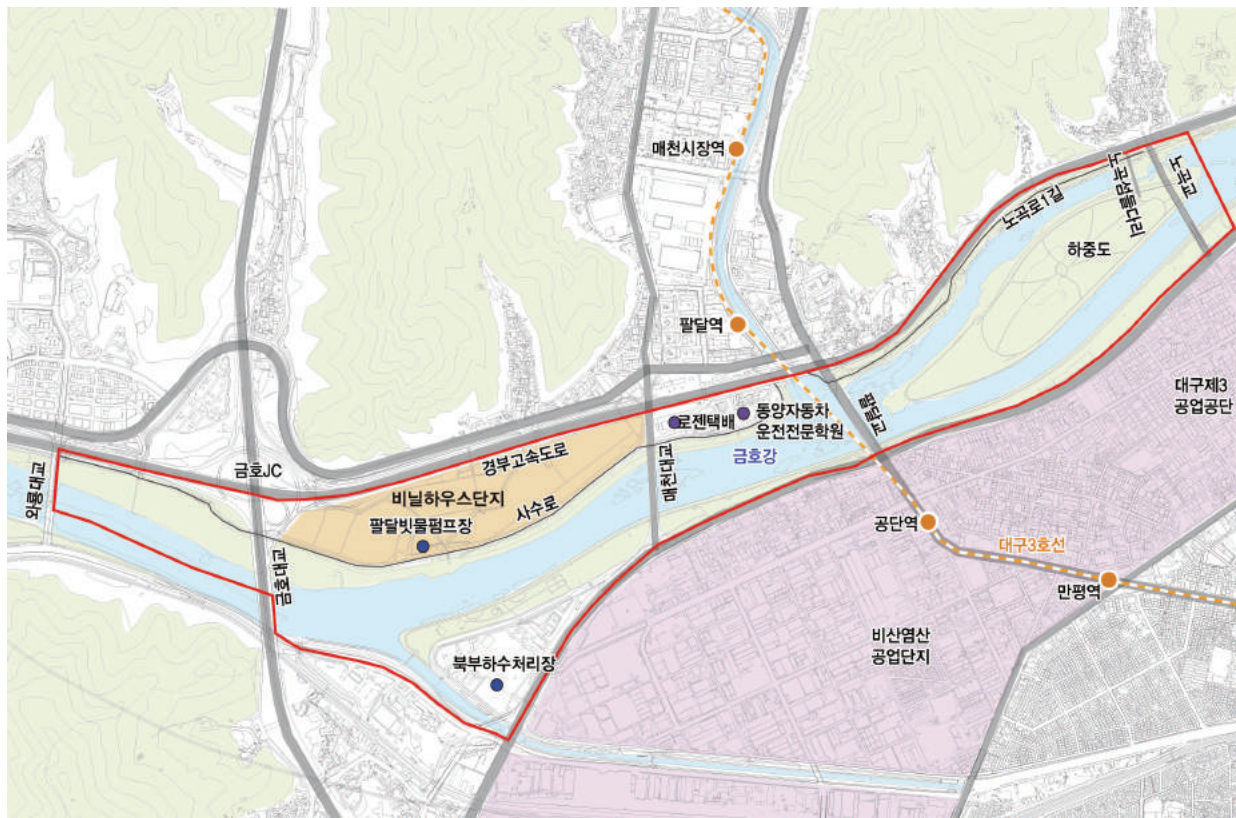 매천시장역
노곡로1길
노곡섬들다리
노곡교
하중도
팔달역
대구제3
공업공단
로젠택배
동양자동차
운전전문학원
팔달교
금호강
매천대교
경부고속도로
금호JC
와룡대교
비닐하우스단지
사수로
팔달빗물펌프장
금호대교
공단역
대구3호선
만평역
비산염산
공업단지
북부하수처리장